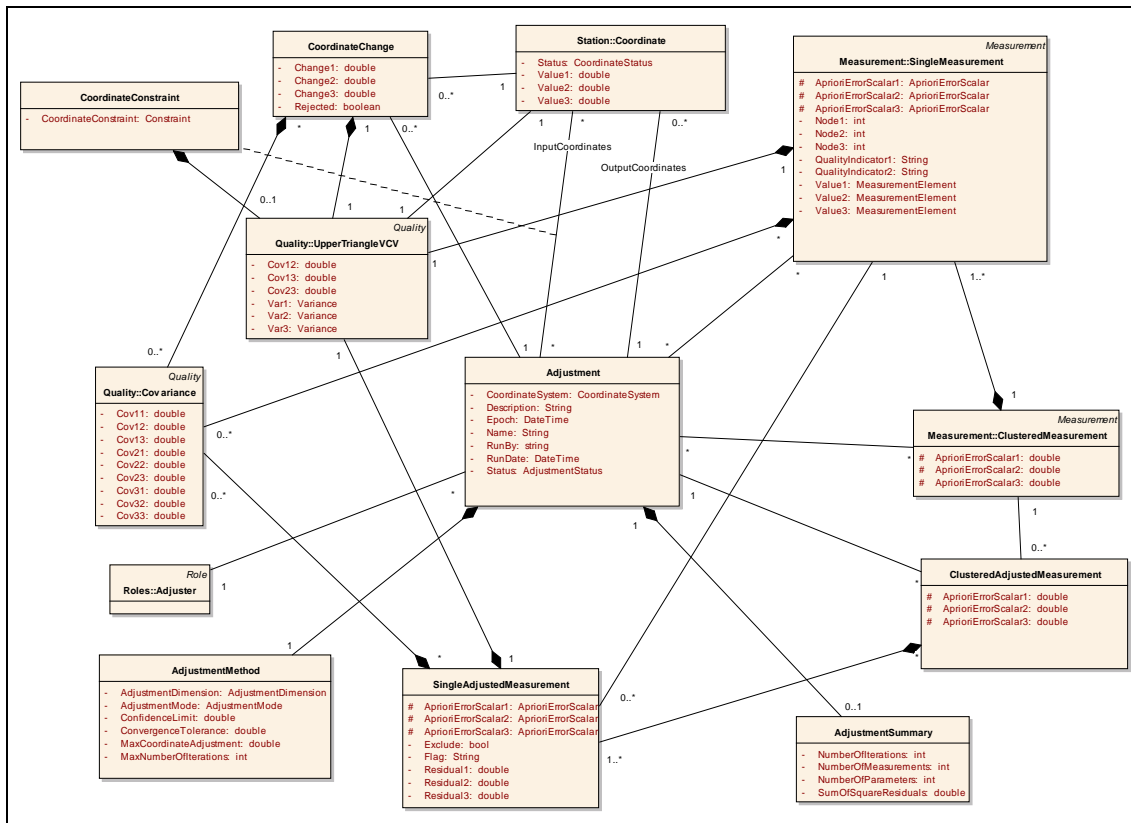 CoordinateChange
- Change1: double
- Change2: double
- Change3: double
- Rejected: boolean
Station::Coordinate
- Status: CoordinateStatus
- Value1: double
- Value2: double
- Value3: double
Measurement
Measurement::SingleMeasurement
# AprioriErrorScalar1: AprioriErrorScalar
# AprioriErrorScalar2: AprioriErrorScalar
# AprioriErrorScalar3: AprioriErrorScalar
- Node1: int
- Node2: int
- Node3: int
- QualityIndicator1: String
- QualityIndicator2: String
- Value1: MeasurementElement
- Value2: MeasurementElement
- Value3: MeasurementElement
CoordinateConstraint
- CoordinateConstraint: Constraint
0..*
1
*
1
0..*
1
*
0..*
InputCoordinates
OutputCoordinates
1
0..1
1
1
*
Quality
Quality::UpperTriangleVCV
- Cov12: double
- Cov13: double
- Cov23: double
- Var1: Variance
- Var2: Variance
- Var3: Variance
1
*
1
1..*
1
0..*
1
*
1
*
Quality
Quality::Covariance
- Cov11: double
- Cov12: double
- Cov13: double
- Cov21: double
- Cov22: double
- Cov23: double
- Cov31: double
- Cov32: double
- Cov33: double
0..*
0..*
Adjustment
- CoordinateSystem: CoordinateSystem
- Description: String
- Epoch: DateTime
- Name: String
- RunBy: string
- RunDate: DateTime
- Status: AdjustmentStatus
1
Measurement
Measurement::ClusteredMeasurement
# AprioriErrorScalar1: double
# AprioriErrorScalar2: double
# AprioriErrorScalar3: double
*
*
*
1
1
1
0..*
Role
Roles::Adjuster
1
1
ClusteredAdjustedMeasurement
# AprioriErrorScalar1: double
# AprioriErrorScalar2: double
# AprioriErrorScalar3: double
*
*
1
*
1
AdjustmentMethod
- AdjustmentDimension: AdjustmentDimension
- AdjustmentMode: AdjustmentMode
- ConfidenceLimit: double
- ConvergenceTolerance: double
- MaxCoordinateAdjustment: double
- MaxNumberOfIterations: int
SingleAdjustedMeasurement
# AprioriErrorScalar1: AprioriErrorScalar
# AprioriErrorScalar2: AprioriErrorScalar
# AprioriErrorScalar3: AprioriErrorScalar
- Exclude: bool
- Flag: String
- Residual1: double
- Residual2: double
- Residual3: double
0..*
1..*
0..1
AdjustmentSummary
- NumberOfIterations: int
- NumberOfMeasurements: int
- NumberOfParameters: int
- SumOfSquareResiduals: double